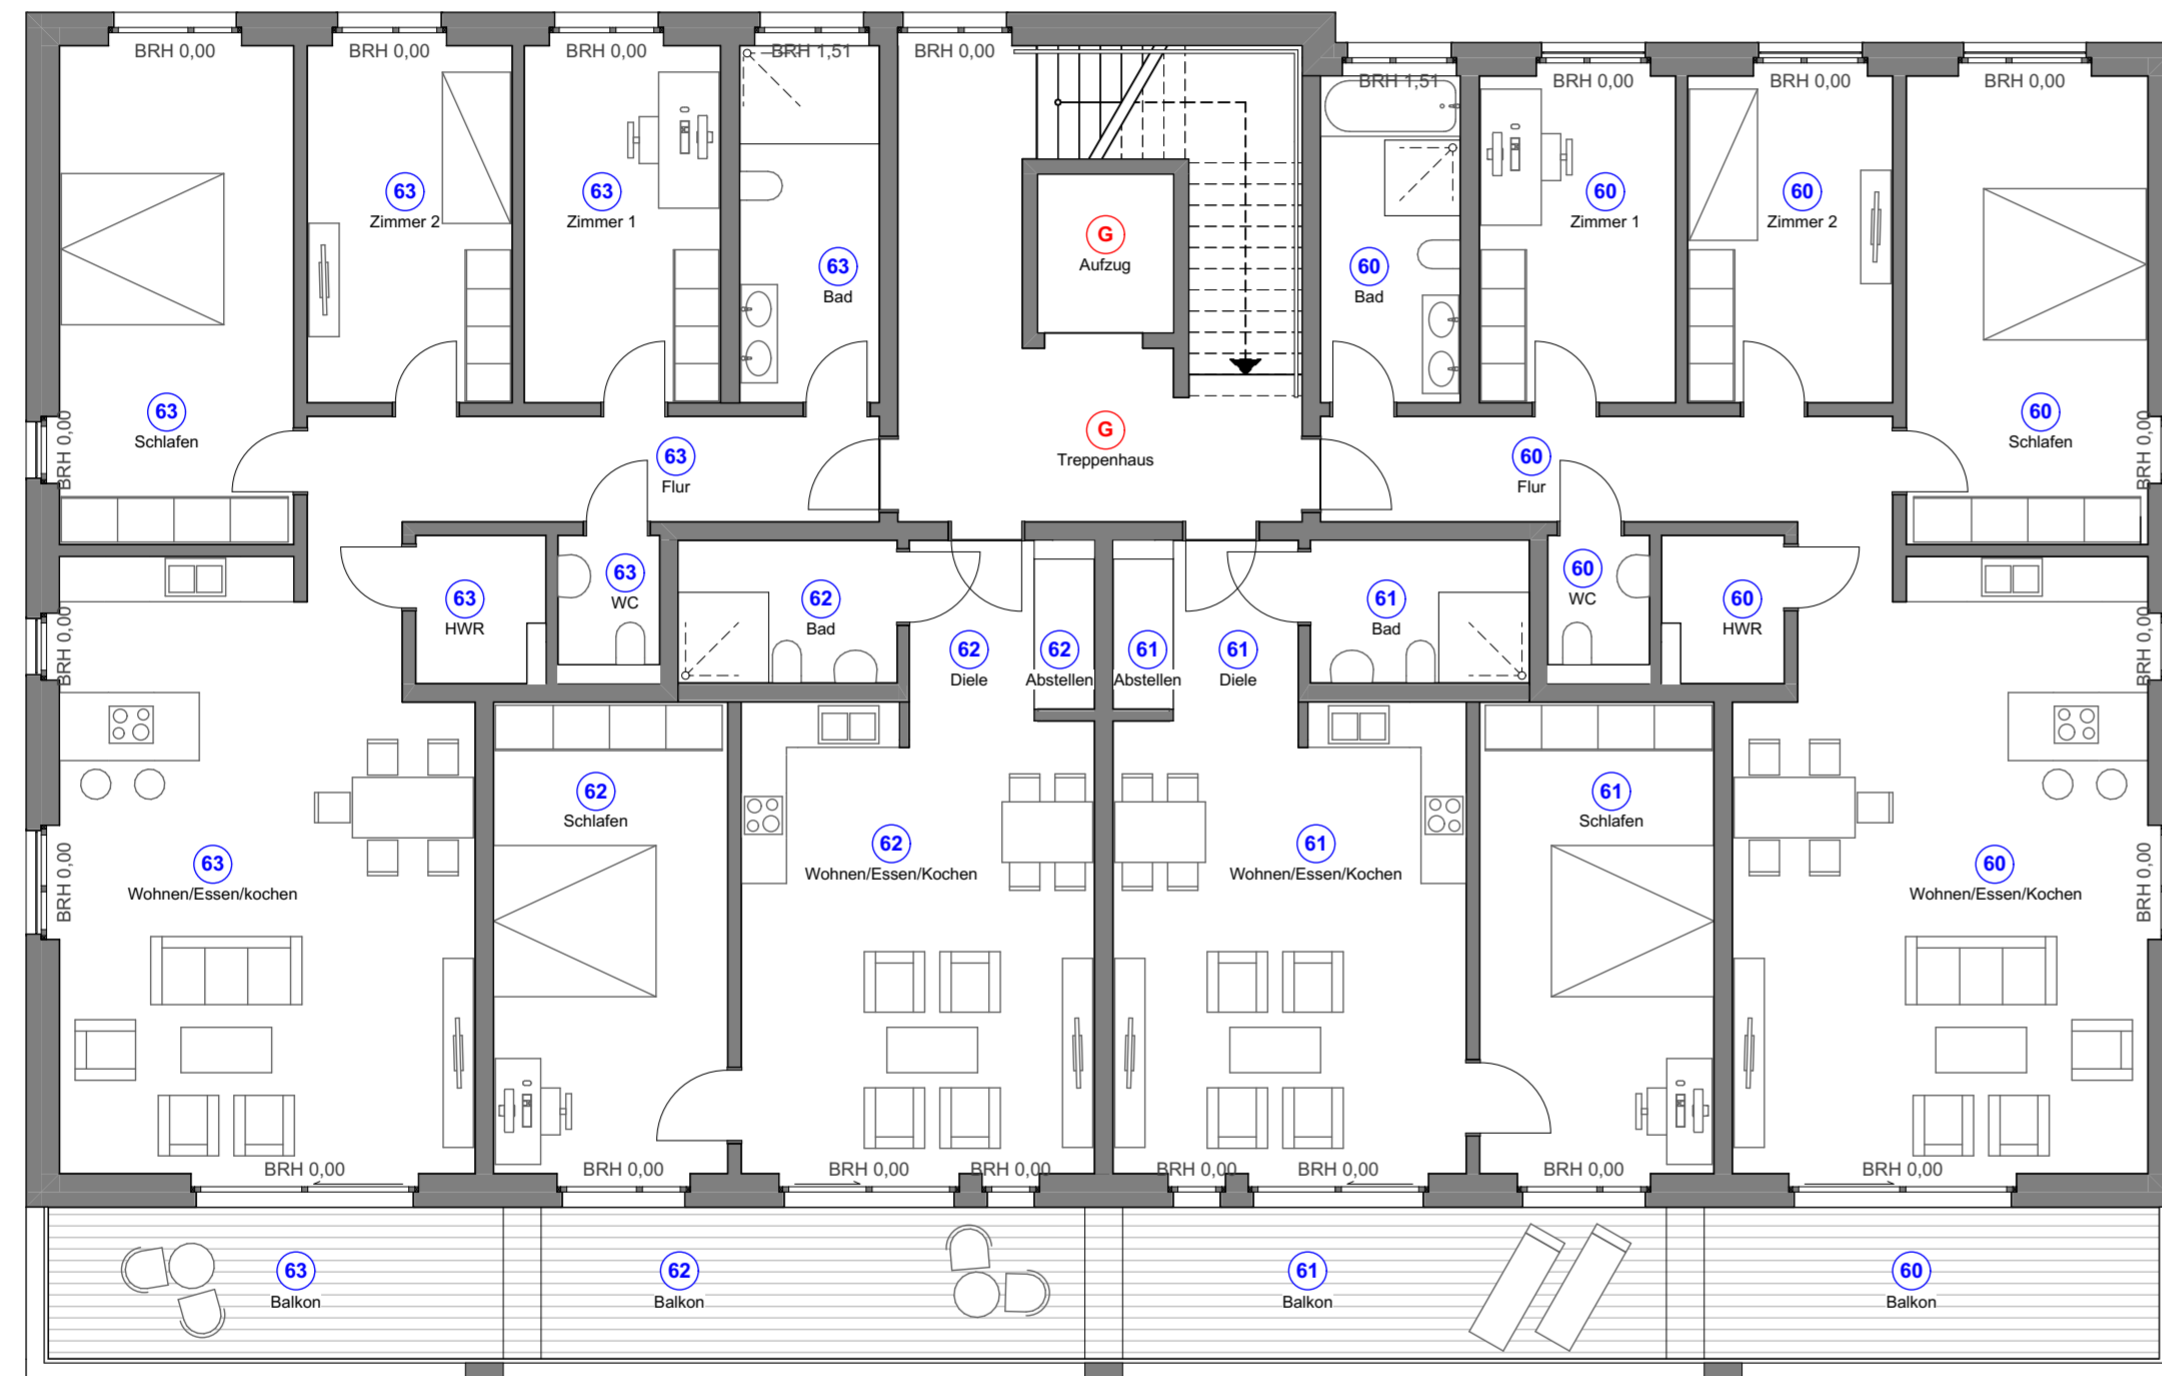 BRH 0,00
BRH 0,00
BRH 0,00
BRH 1,51
BRH 0,00
BRH 1,51
BRH 0,00
BRH 0,00
BRH 0,00
63
Zimmer 2
63
Zimmer 1
60
Zimmer 1
60
Zimmer 2
G
Aufzug
63
Bad
60
Bad
63
Schlafen
60
Schlafen
BRH 0,00
BRH 0,00
63
Flur
G
Treppenhaus
60
Flur
63
HWR
63
WC
62
Bad
61
Bad
60
WC
60
HWR
BRH 0,00
BRH 0,00
62
Diele
62
Abstellen
61
Abstellen
61
Diele
62
Schlafen
61
Schlafen
63
Wohnen/Essen/kochen
62
Wohnen/Essen/Kochen
61
Wohnen/Essen/Kochen
60
Wohnen/Essen/Kochen
BRH 0,00
BRH 0,00
BRH 0,00
BRH 0,00
BRH 0,00
BRH 0,00
BRH 0,00
BRH 0,00
BRH 0,00
BRH 0,00
63
Balkon
62
Balkon
61
Balkon
60
Balkon